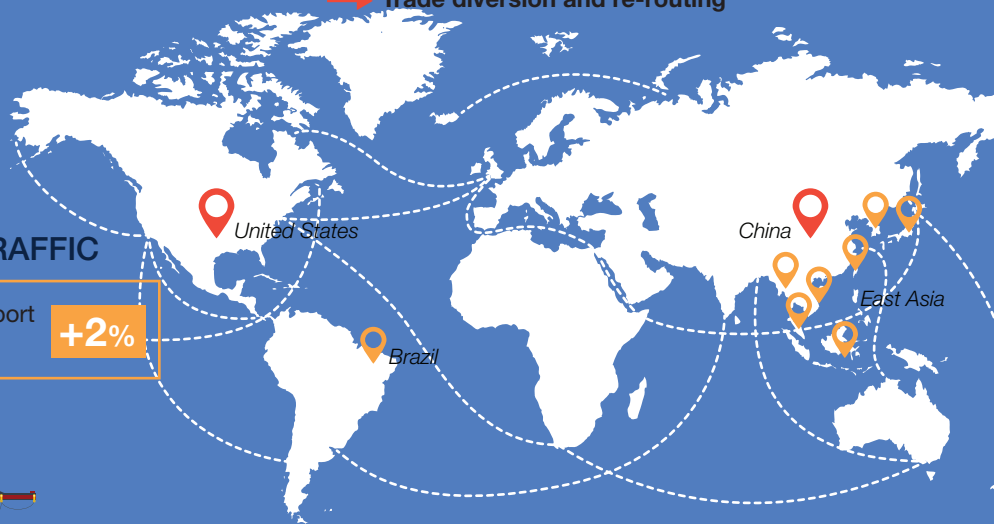 Trade diversion and re-routing
United States
China
RAFFIC
port
+2%
East Asia
Brazil